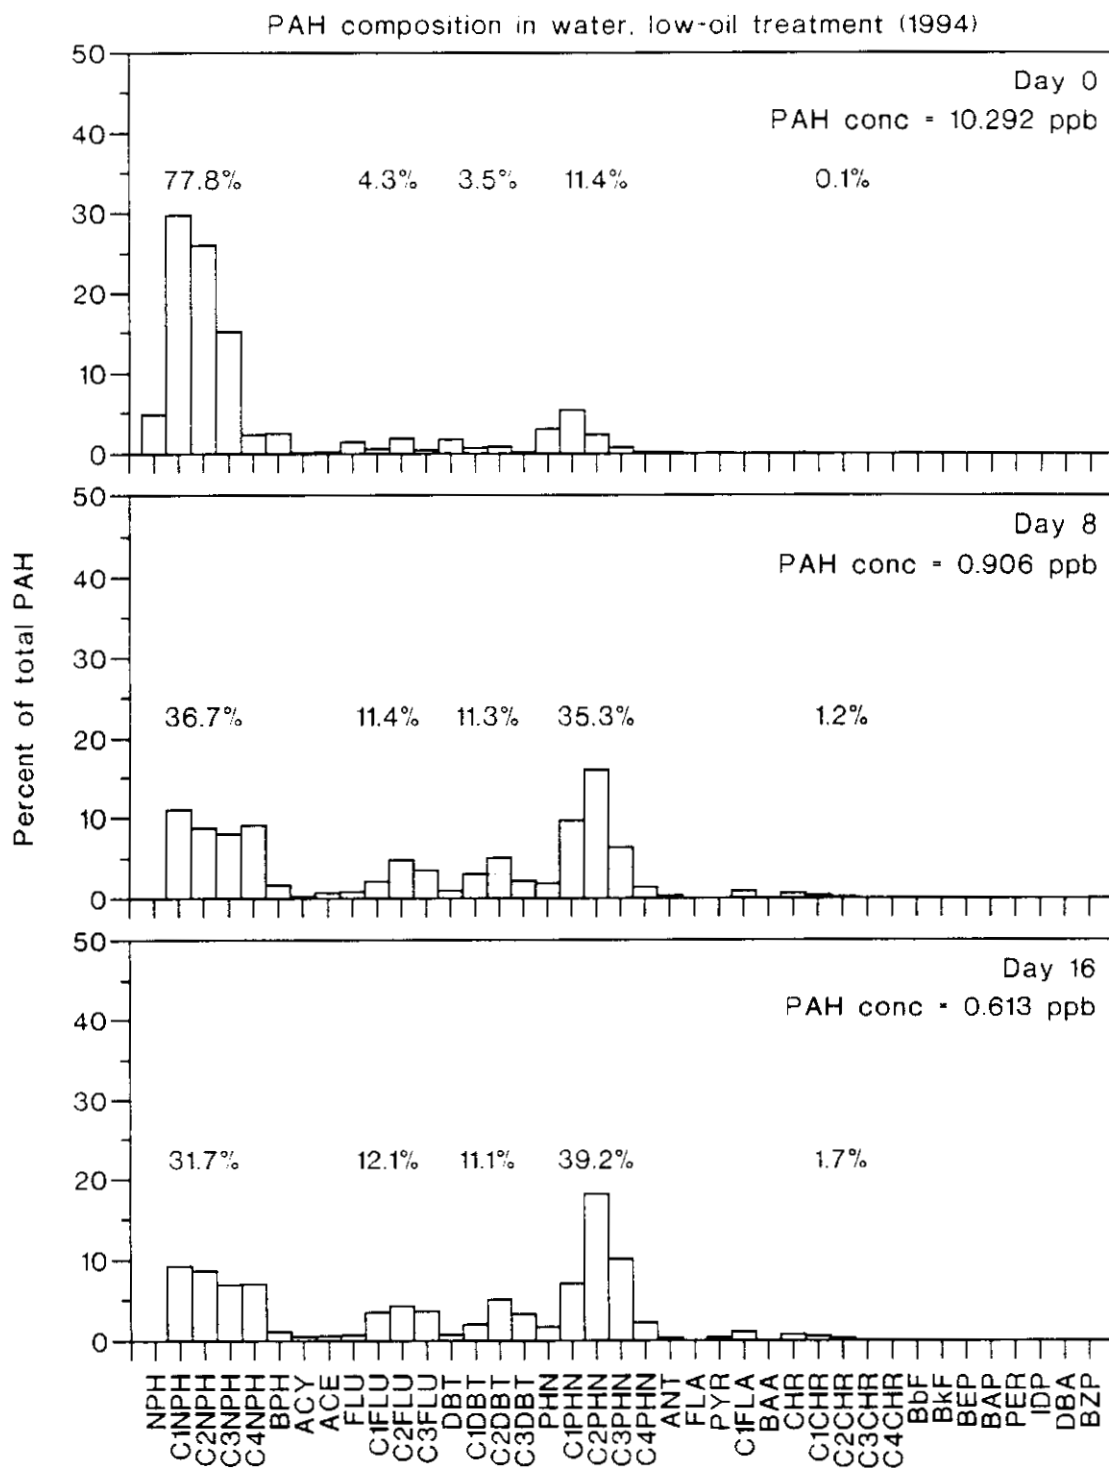 PAH composition in water, low-oil treatment (1994)
Percent of total PAH
50
40
30
20
10
0
Day 0
PAH conc = 10.292 ppb
77.8% 4.3% 3.5% 11.4% 0.1%
50
40
30
20
10
0
Day 8
PAH conc = 0.906 ppb
36.7% 11.4% 11.3% 35.3% 1.2%
50
40
30
20
10
0
Day 16
PAH conc = 0.613 ppb
31.7% 12.1% 11.1% 39.2% 1.7%
NPH
C1NPH
C2NPH
C3NPH
C4NPH
BPH
ACY
ACE
FLU
C1FLU
C2FLU
C3FLU
DBT
C1DBT
C2DBT
C3DBT
PHN
C1PHN
C2PHN
C3PHN
C4PHN
ANT
FLA
PYR
C1FLA
BAA
CHR
C1CHR
C2CHR
C3CHR
C4CHR
BbF
BkF
BEP
BAP
PER
IDP
DBA
BZP